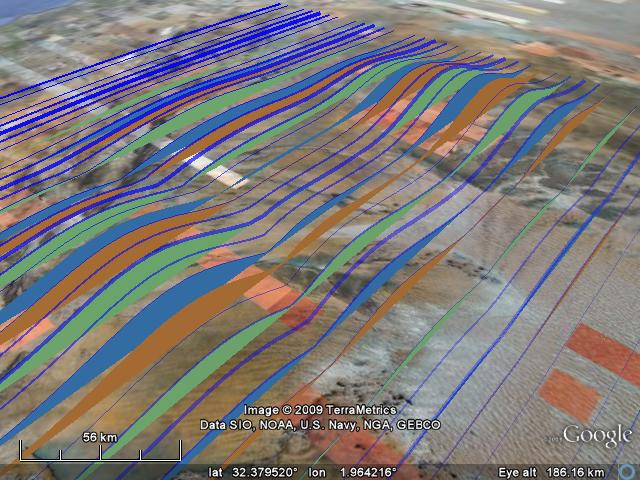 Image © 2009 TerraMetrics
Data SIO, NOAA, U.S. Navy, NGA, GEBCO
56 km
Google
lat 32.379520° lon 1.964216° Eye alt 186.16 km